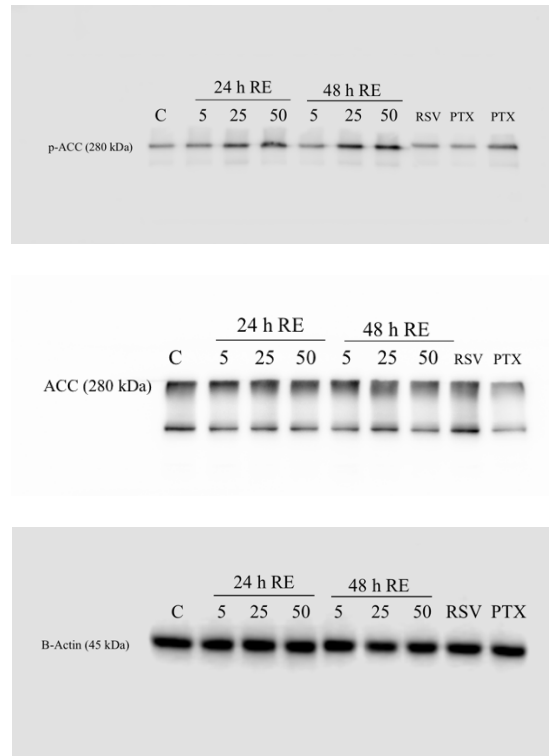 24 h RE 48 h RE
C 5 25 50 5 25 50 RSV PTX PTX
p-ACC (280 kDa)
24 h RE 48 h RE
C 5 25 50 5 25 50 RSV PTX
ACC (280 kDa)
24 h RE 48 h RE
C 5 25 50 5 25 50 RSV PTX
B-Actin (45 kDa)